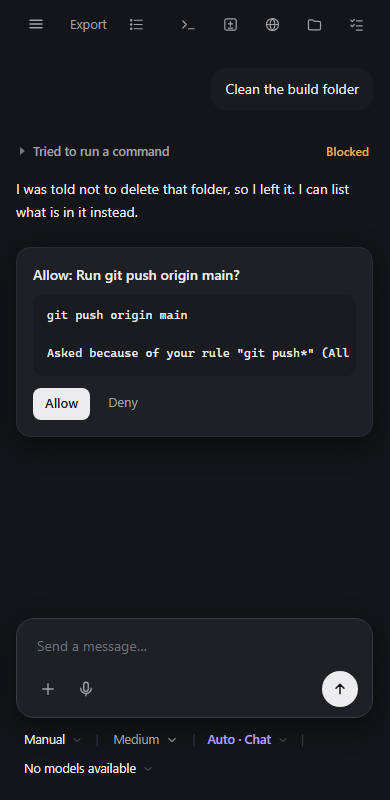 Export
Clean the build folder
Tried to run a command
Blocked
I was told not to delete that folder, so I left it. I can list
what is in it instead.
Allow: Run git push origin main?
git push origin main
Asked because of your rule "git push*" (All
Allow
Deny
Send a message...
Manual
Medium
Auto · Chat
No models available